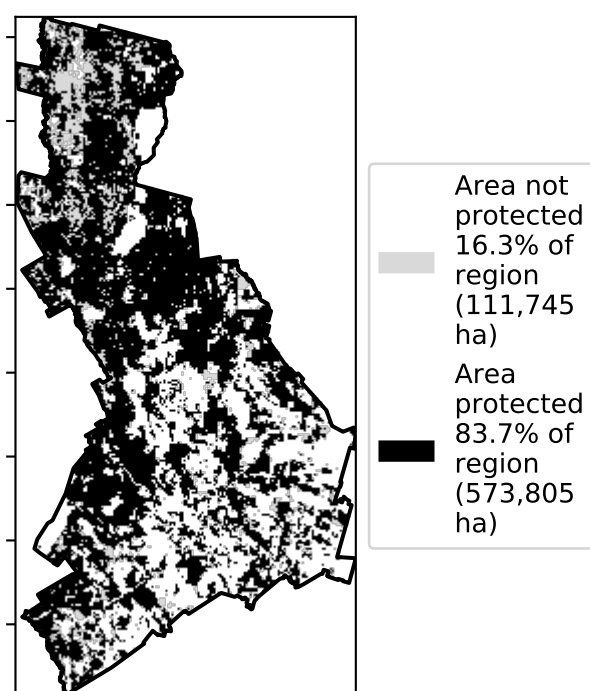 Area not
protected
16.3% of
region
(111,745
ha)
Area
protected
83.7% of
region
(573,805
ha)